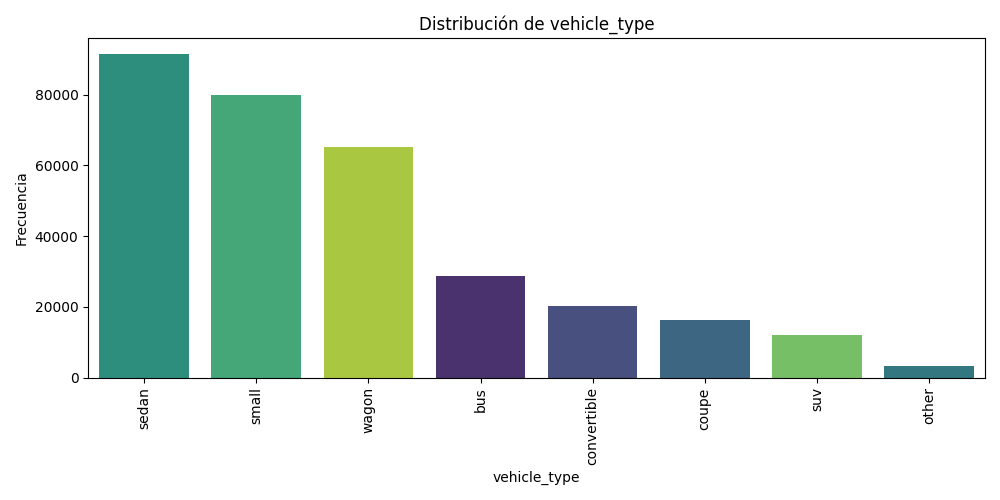 Distribución de vehicle_type
Frecuencia
80000
60000
40000
20000
0
sedan
small
wagon
bus
convertible
coupe
suv
other
vehicle_type